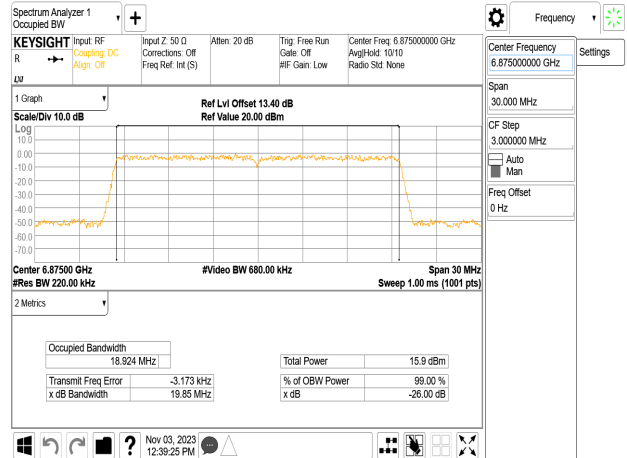 Spectrum Analyzer 1
Occupied BW
Frequency
KEYSIGHT
R
Input: RF
Coupling: DC
Align: Off
Input Z: 50 Ω
Corrections: Off
Freq Ref: Int (S)
Atten: 20 dB
Trig: Free Run
Gate: Off
#IF Gain: Low
Center Freq: 6.875000000 GHz
Avg|Hold: 10/10
Radio Std: None
Center Frequency
6.875000000 GHz
Settings
Span
30.000 MHz
CF Step
3.000000 MHz
Auto
Man
Freq Offset
0 Hz
1 Graph
Scale/Div 10.0 dB
Ref Lvl Offset 13.40 dB
Ref Value 20.00 dBm
Log
10.0
0.00
-10.0
-20.0
-30.0
-40.0
-50.0
-60.0
-70.0
Center 6.87500 GHz
#Res BW 220.00 kHz
#Video BW 680.00 kHz
Span 30 MHz
Sweep 1.00 ms (1001 pts)
2 Metrics
Occupied Bandwidth
18.924 MHz
Total Power 15.9 dBm
Transmit Freq Error -3.173 kHz
% of OBW Power 99.00 %
x dB Bandwidth 19.85 MHz
x dB -26.00 dB
?
Nov 03, 2023
12:39:25 PM